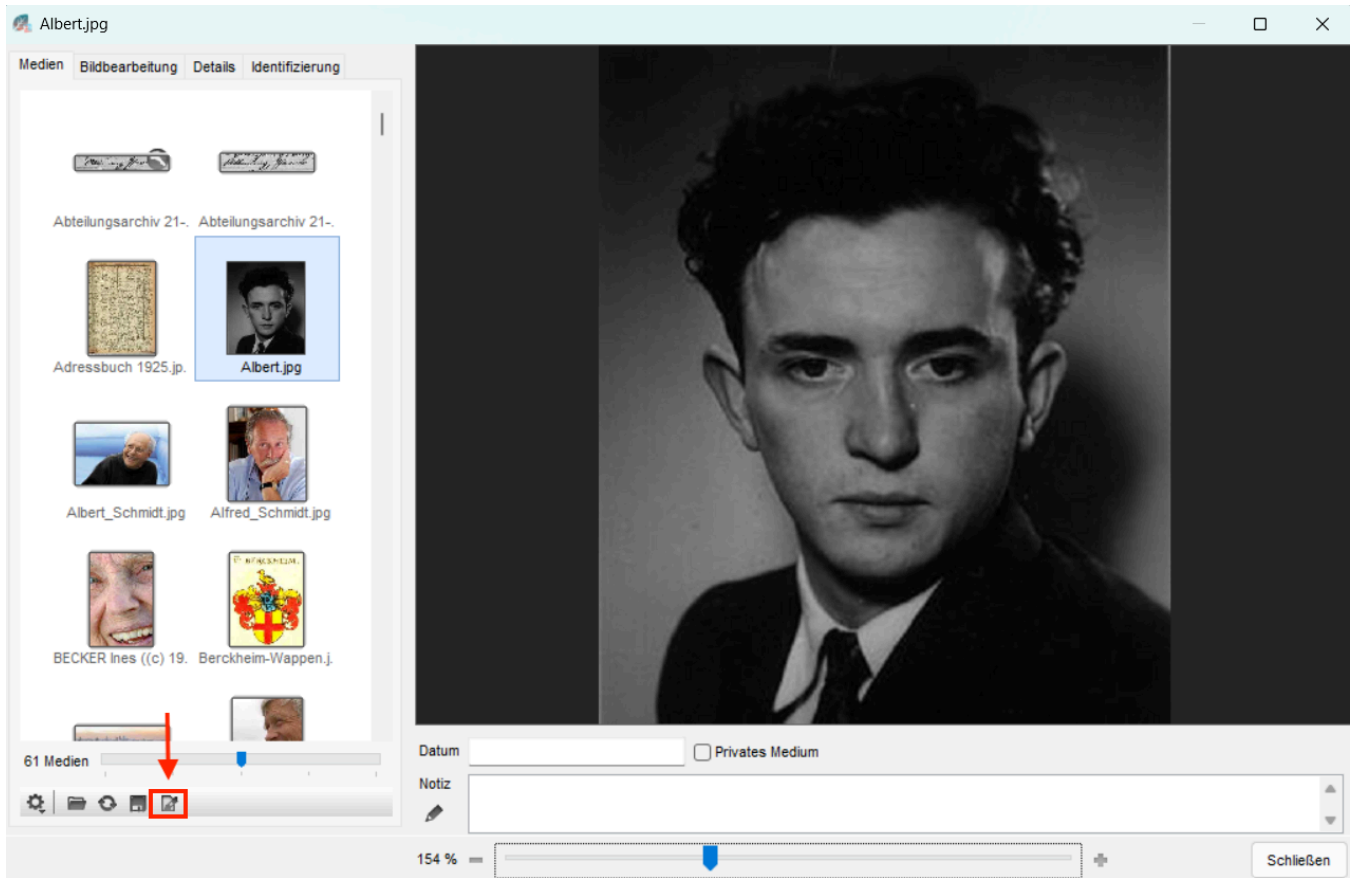 Albert.jpg
Medien Bildbearbeitung Details Identifizierung
Abteilungsarchiv 21-. Abteilungsarchiv 21-.
Adressbuch 1925.jp. Albert.jpg
Albert_Schmidt.jpg Alfred_Schmidt.jpg
BERCKHEIM.
BECKER Ines ((c) 19. Berckheim-Wappen.j.
61 Medien
Datum Privates Medium
Notiz
154 %
Schließen